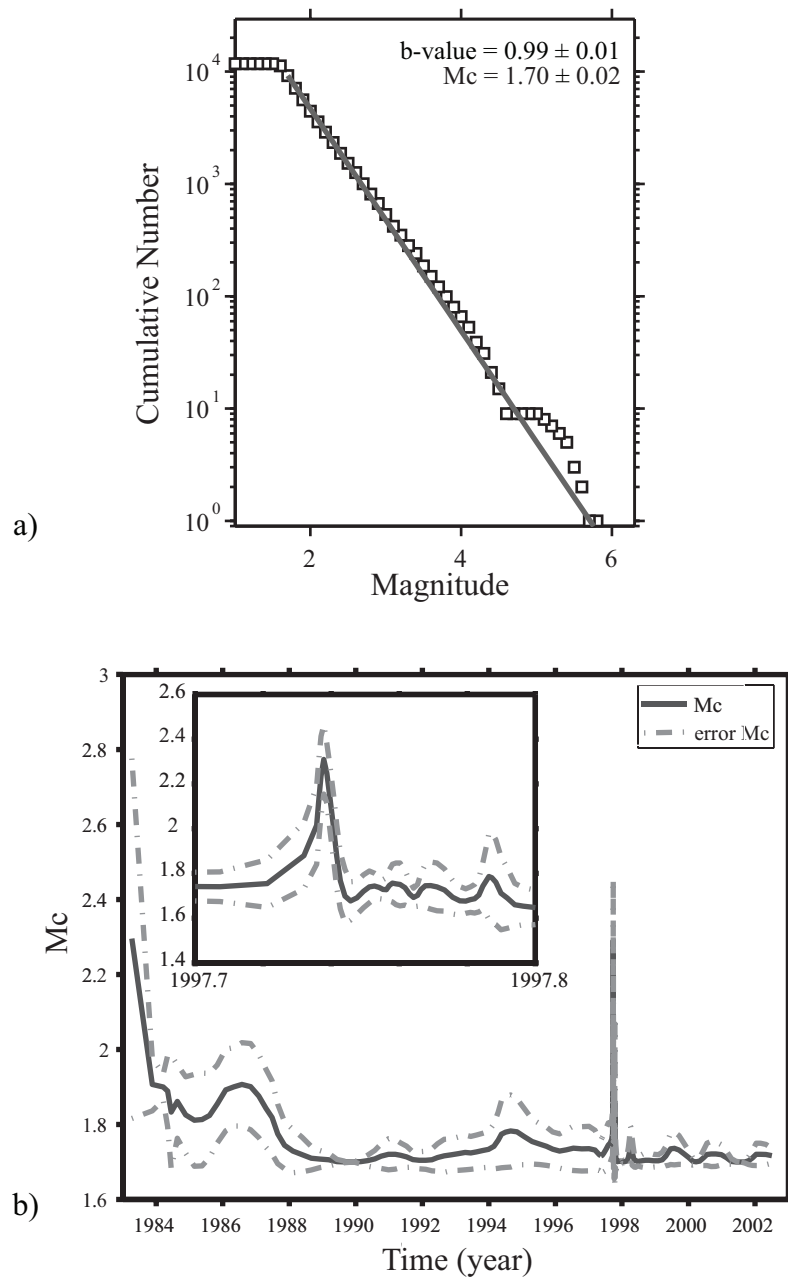 b-value = 0.99 ± 0.01
Mc = 1.70 ± 0.02
10^4
10^3
10^2
10^1
10^0
Cumulative Number
2 4 6
Magnitude
a)
3
2.8
2.6
2.4
2.2
2
1.8
1.6
Mc
2.6
2.4
2.2
2
1.8
1.6
1.4
1997.7 1997.8
Mc
error Mc
1984 1986 1988 1990 1992 1994 1996 1998 2000 2002
Time (year)
b)